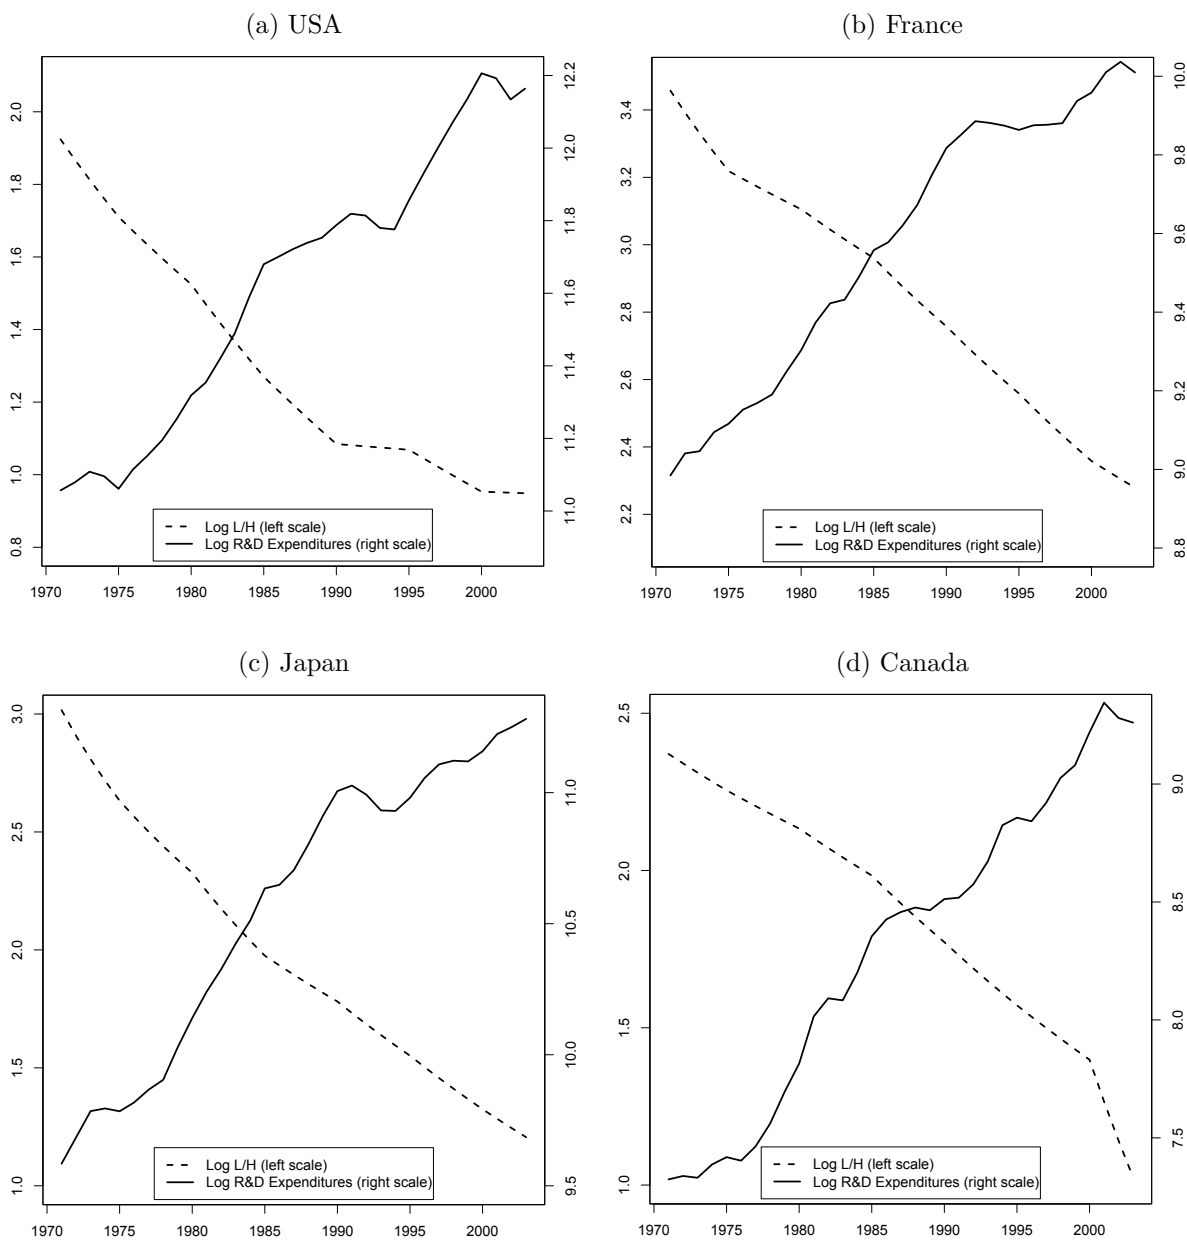 (a) USA
2.0
1.8
1.6
1.4
1.2
1.0
0.8
12.2
12.0
11.8
11.6
11.4
11.2
11.0
Log L/H (left scale)
Log R&D Expenditures (right scale)
1970 1975 1980 1985 1990 1995 2000
(b) France
3.4
3.2
3.0
2.8
2.6
2.4
2.2
10.0
9.8
9.6
9.4
9.2
9.0
8.8
Log L/H (left scale)
Log R&D Expenditures (right scale)
1970 1975 1980 1985 1990 1995 2000
(c) Japan
3.0
2.5
2.0
1.5
1.0
11.0
10.5
10.0
9.5
Log L/H (left scale)
Log R&D Expenditures (right scale)
1970 1975 1980 1985 1990 1995 2000
(d) Canada
2.5
2.0
1.5
1.0
9.0
8.5
8.0
7.5
Log L/H (left scale)
Log R&D Expenditures (right scale)
1970 1975 1980 1985 1990 1995 2000